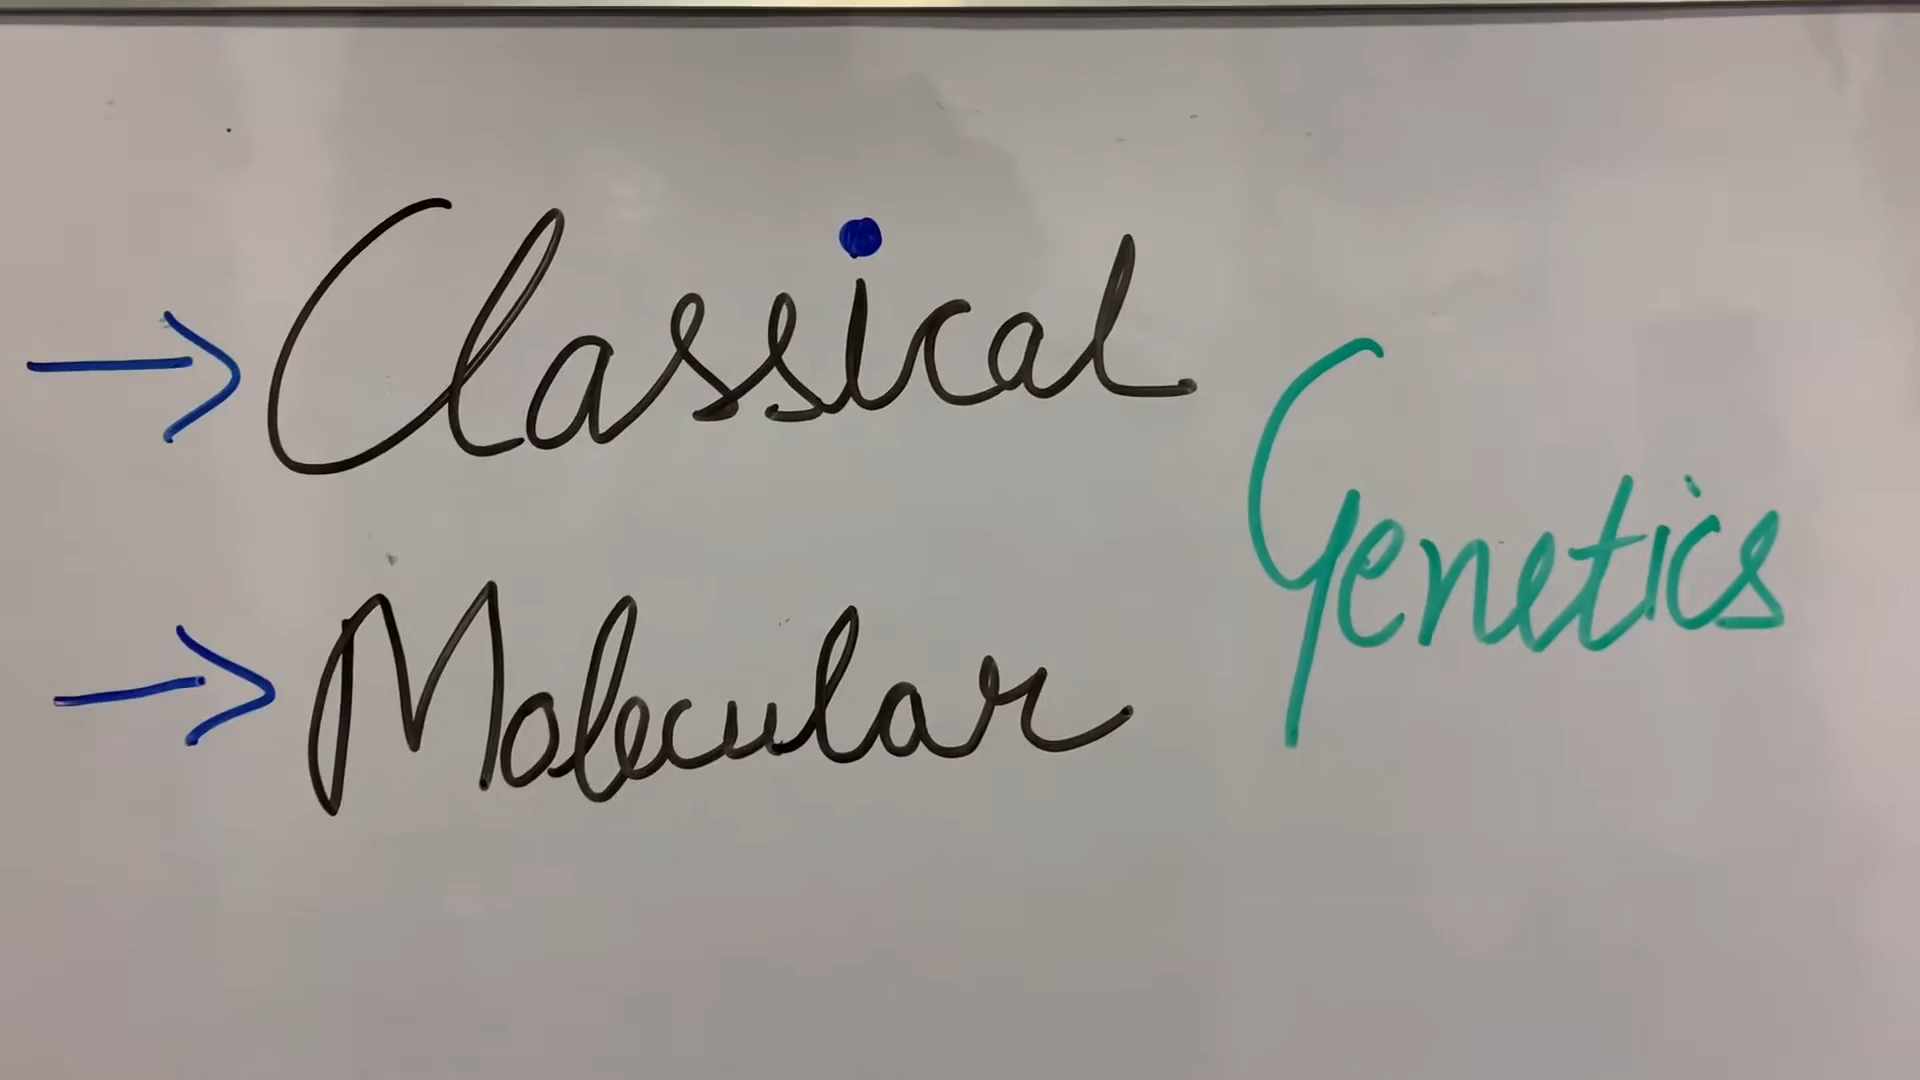 → Classical
Genetics
→ Molecular